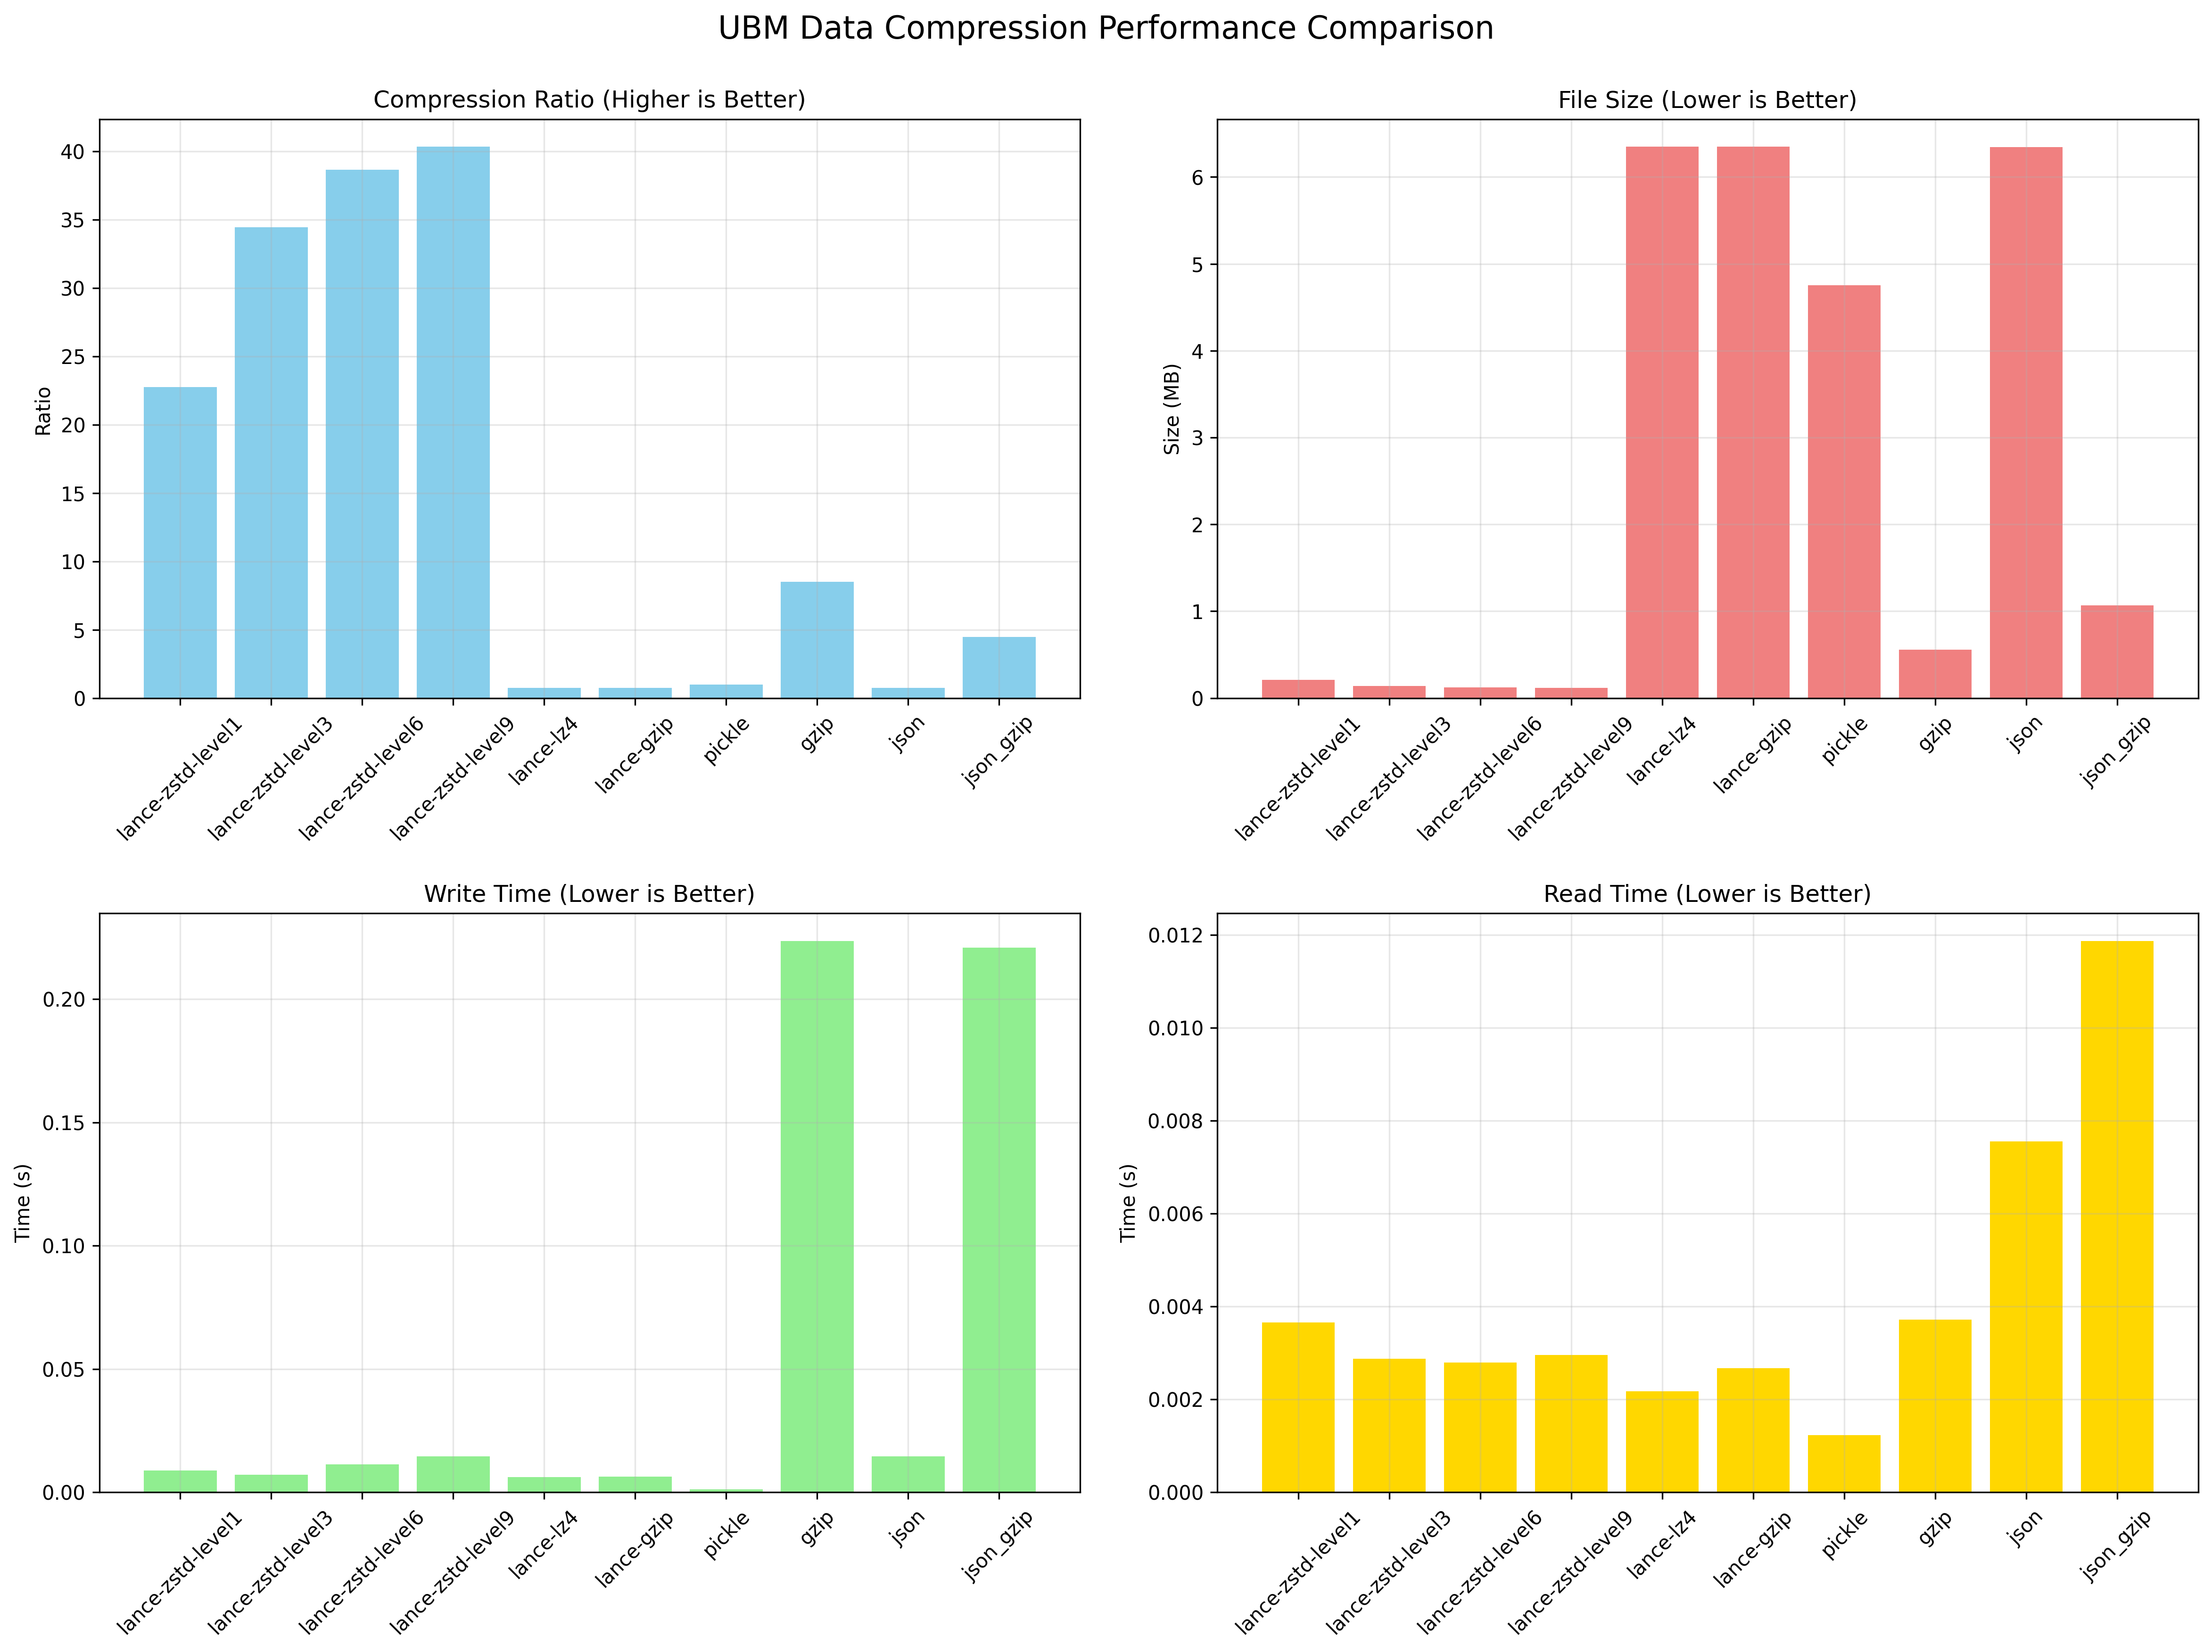 UBM Data Compression Performance Comparison
Compression Ratio (Higher is Better)
Ratio
40
35
30
25
20
15
10
5
0
lance-zstd-level1
lance-zstd-level3
lance-zstd-level6
lance-zstd-level9
lance-lz4
lance-gzip
pickle
gzip
json
json_gzip
File Size (Lower is Better)
Size (MB)
6
5
4
3
2
1
0
lance-zstd-level1
lance-zstd-level3
lance-zstd-level6
lance-zstd-level9
lance-lz4
lance-gzip
pickle
gzip
json
json_gzip
Write Time (Lower is Better)
Time (s)
0.20
0.15
0.10
0.05
0.00
lance-zstd-level1
lance-zstd-level3
lance-zstd-level6
lance-zstd-level9
lance-lz4
lance-gzip
pickle
gzip
json
json_gzip
Read Time (Lower is Better)
Time (s)
0.012
0.010
0.008
0.006
0.004
0.002
0.000
lance-zstd-level1
lance-zstd-level3
lance-zstd-level6
lance-zstd-level9
lance-lz4
lance-gzip
pickle
gzip
json
json_gzip